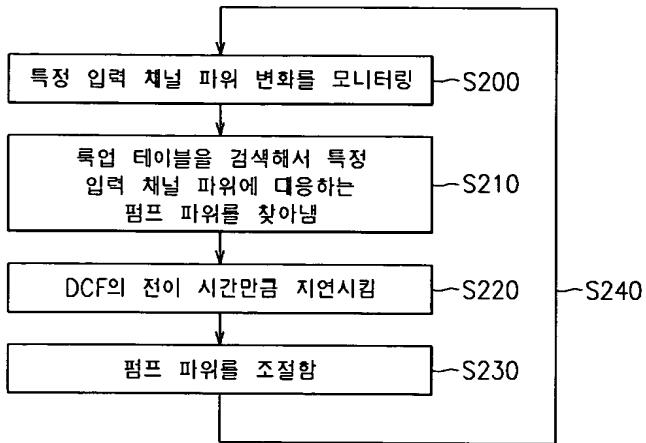 특정 입력 채널 파워 변화를 모니터링
S200
룩업 테이블을 검색해서 특정
입력 채널 파워에 대응하는
펌프 파워를 찾아냄
S210
DCF의 전이 시간만큼 지연시킴
S220
S240
펌프 파워를 조절함
S230